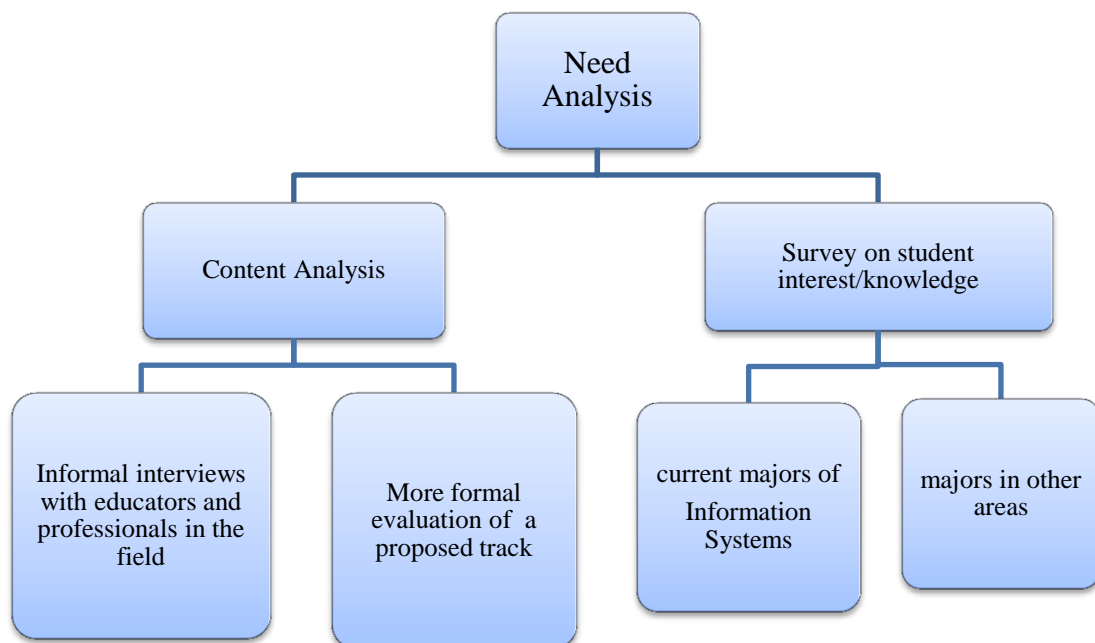 Need
Analysis
Content Analysis
Survey on student
interest/knowledge
Informal interviews
with educators and
professionals in the
field
More formal
evaluation of a
proposed track
current majors of
Information
Systems
majors in other
areas